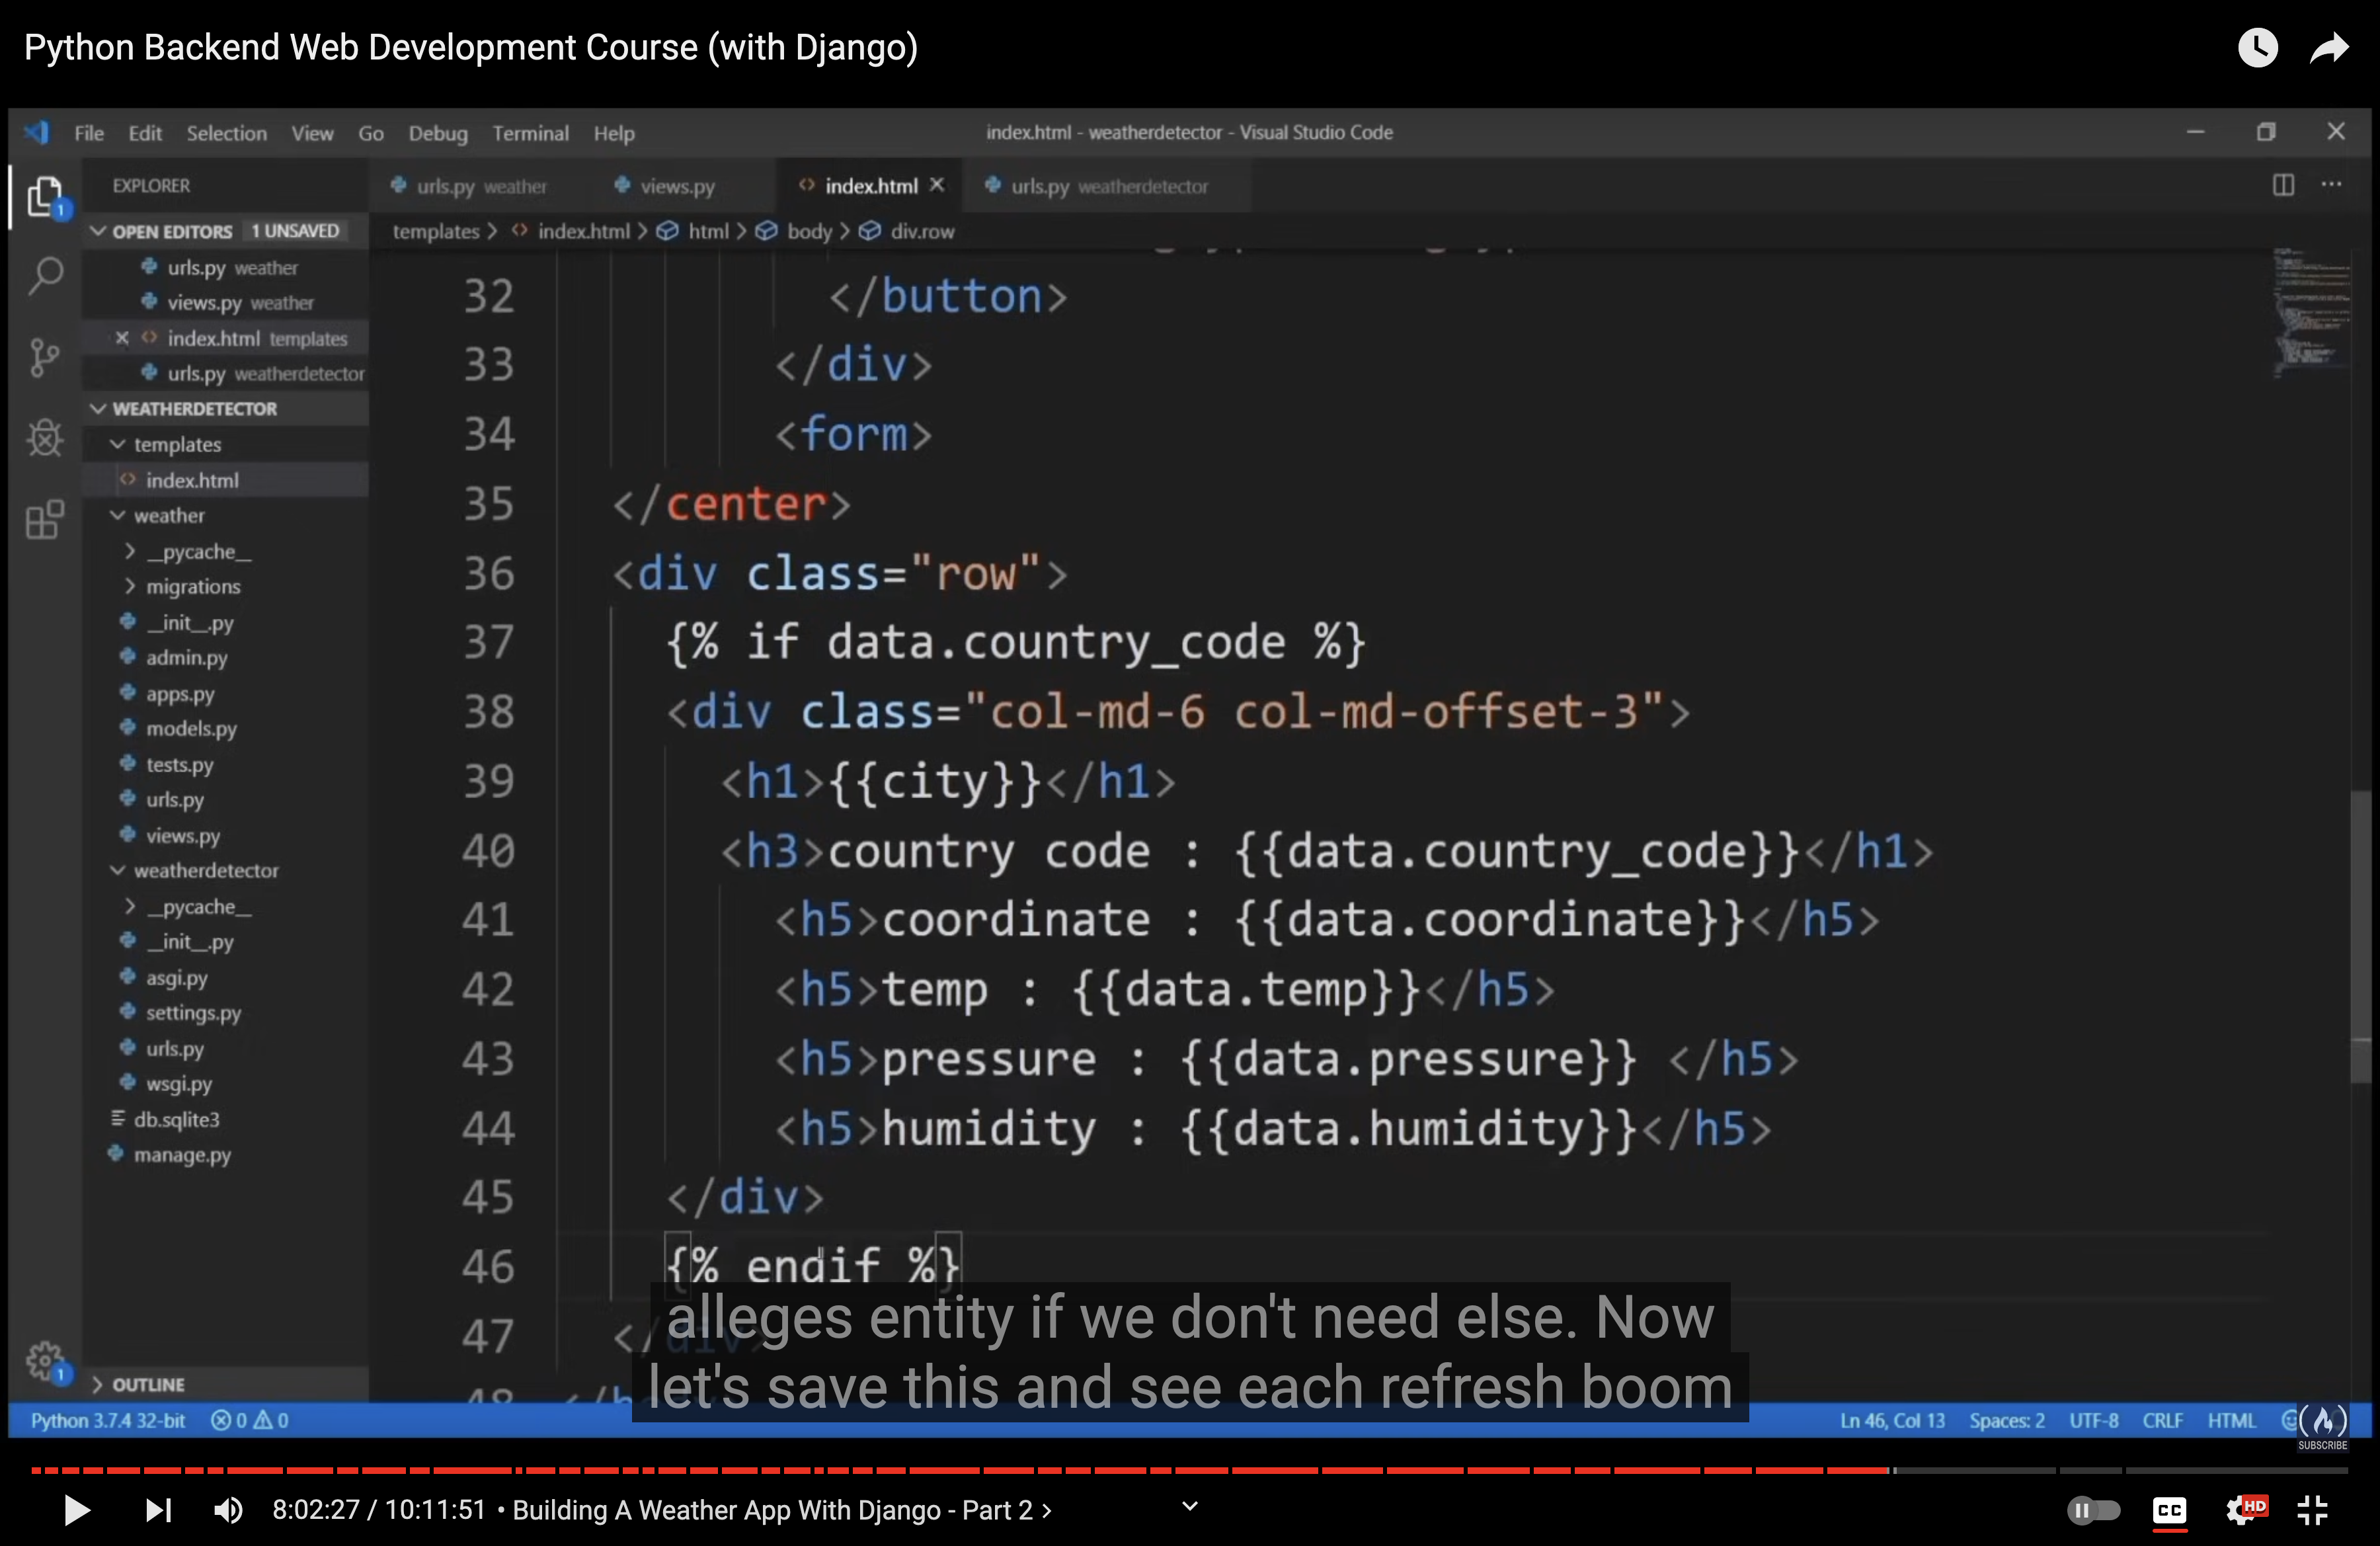 Python Backend Web Development Course (with Django)
File Edit Selection View Go Debug Terminal Help
index.html - weatherdetector - Visual Studio Code
EXPLORER
OPEN EDITORS 1 UNSAVED
urls.py weather
views.py weather
index.html templates
urls.py weatherdetector
WEATHERDETECTOR
templates
index.html
weather
__pycache__
migrations
__init__.py
admin.py
apps.py
models.py
tests.py
urls.py
views.py
weatherdetector
__pycache__
__init__.py
asgi.py
settings.py
urls.py
wsgi.py
db.sqlite3
manage.py
OUTLINE
1
1
urls.py weather views.py index.html urls.py weatherdetector
templates > index.html > html > body > div.row
32 </button>
33 </div>
34 <form>
35 </center>
36 <div class="row">
37 {% if data.country_code %}
38 <div class="col-md-6 col-md-offset-3">
39 <h1>{{city}}</h1>
40 <h3>country code : {{data.country_code}}</h1>
41 <h5>coordinate : {{data.coordinate}}</h5>
42 <h5>temp : {{data.temp}}</h5>
43 <h5>pressure : {{data.pressure}} </h5>
44 <h5>humidity : {{data.humidity}}</h5>
45 </div>
46 {% endif %}
47 </div>
48
alleges entity if we don't need else. Now
let's save this and see each refresh boom
Python 3.7.4 32-bit 0 0 Ln 46, Col 13 Spaces: 2 UTF-8 CRLF HTML
SUBSCRIBE
8:02:27 / 10:11:51 • Building A Weather App With Django - Part 2 >
CC HD